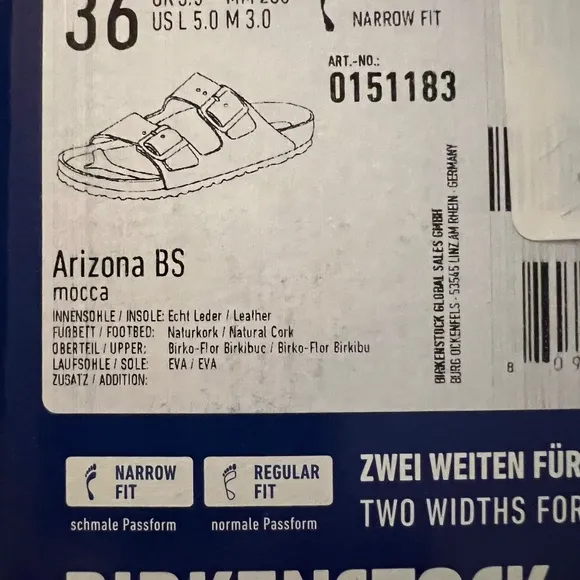 36
US L 5.0 M 3.0
NARROW FIT
ART.-NO.:
0151183
Arizona BS
mocca
INNENSOHLE / INSOLE: Echt Leder / Leather
FUẞBETT / FOOTBED: Naturkork / Natural Cork
OBERTEIL / UPPER: Birko-Flor Birkibuc / Birko-Flor Birkibu
LAUFSOHLE / SOLE: EVA / EVA
ZUSATZ / ADDITION:
BIRKENSTOCK GLOBAL SALES GMBH
BURG OCKENFELS · 53545 LINZ AM RHEIN · GERMANY
8 09
NARROW FIT
schmale Passform
REGULAR FIT
normale Passform
ZWEI WEITEN FÜR
TWO WIDTHS FOR
BIRKENSTOCK